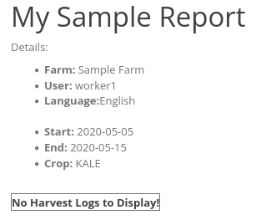 My Sample Report
Details:
• Farm: Sample Farm
• User: worker1
• Language:English
• Start: 2020-05-05
• End: 2020-05-15
• Crop: KALE
No Harvest Logs to Display!